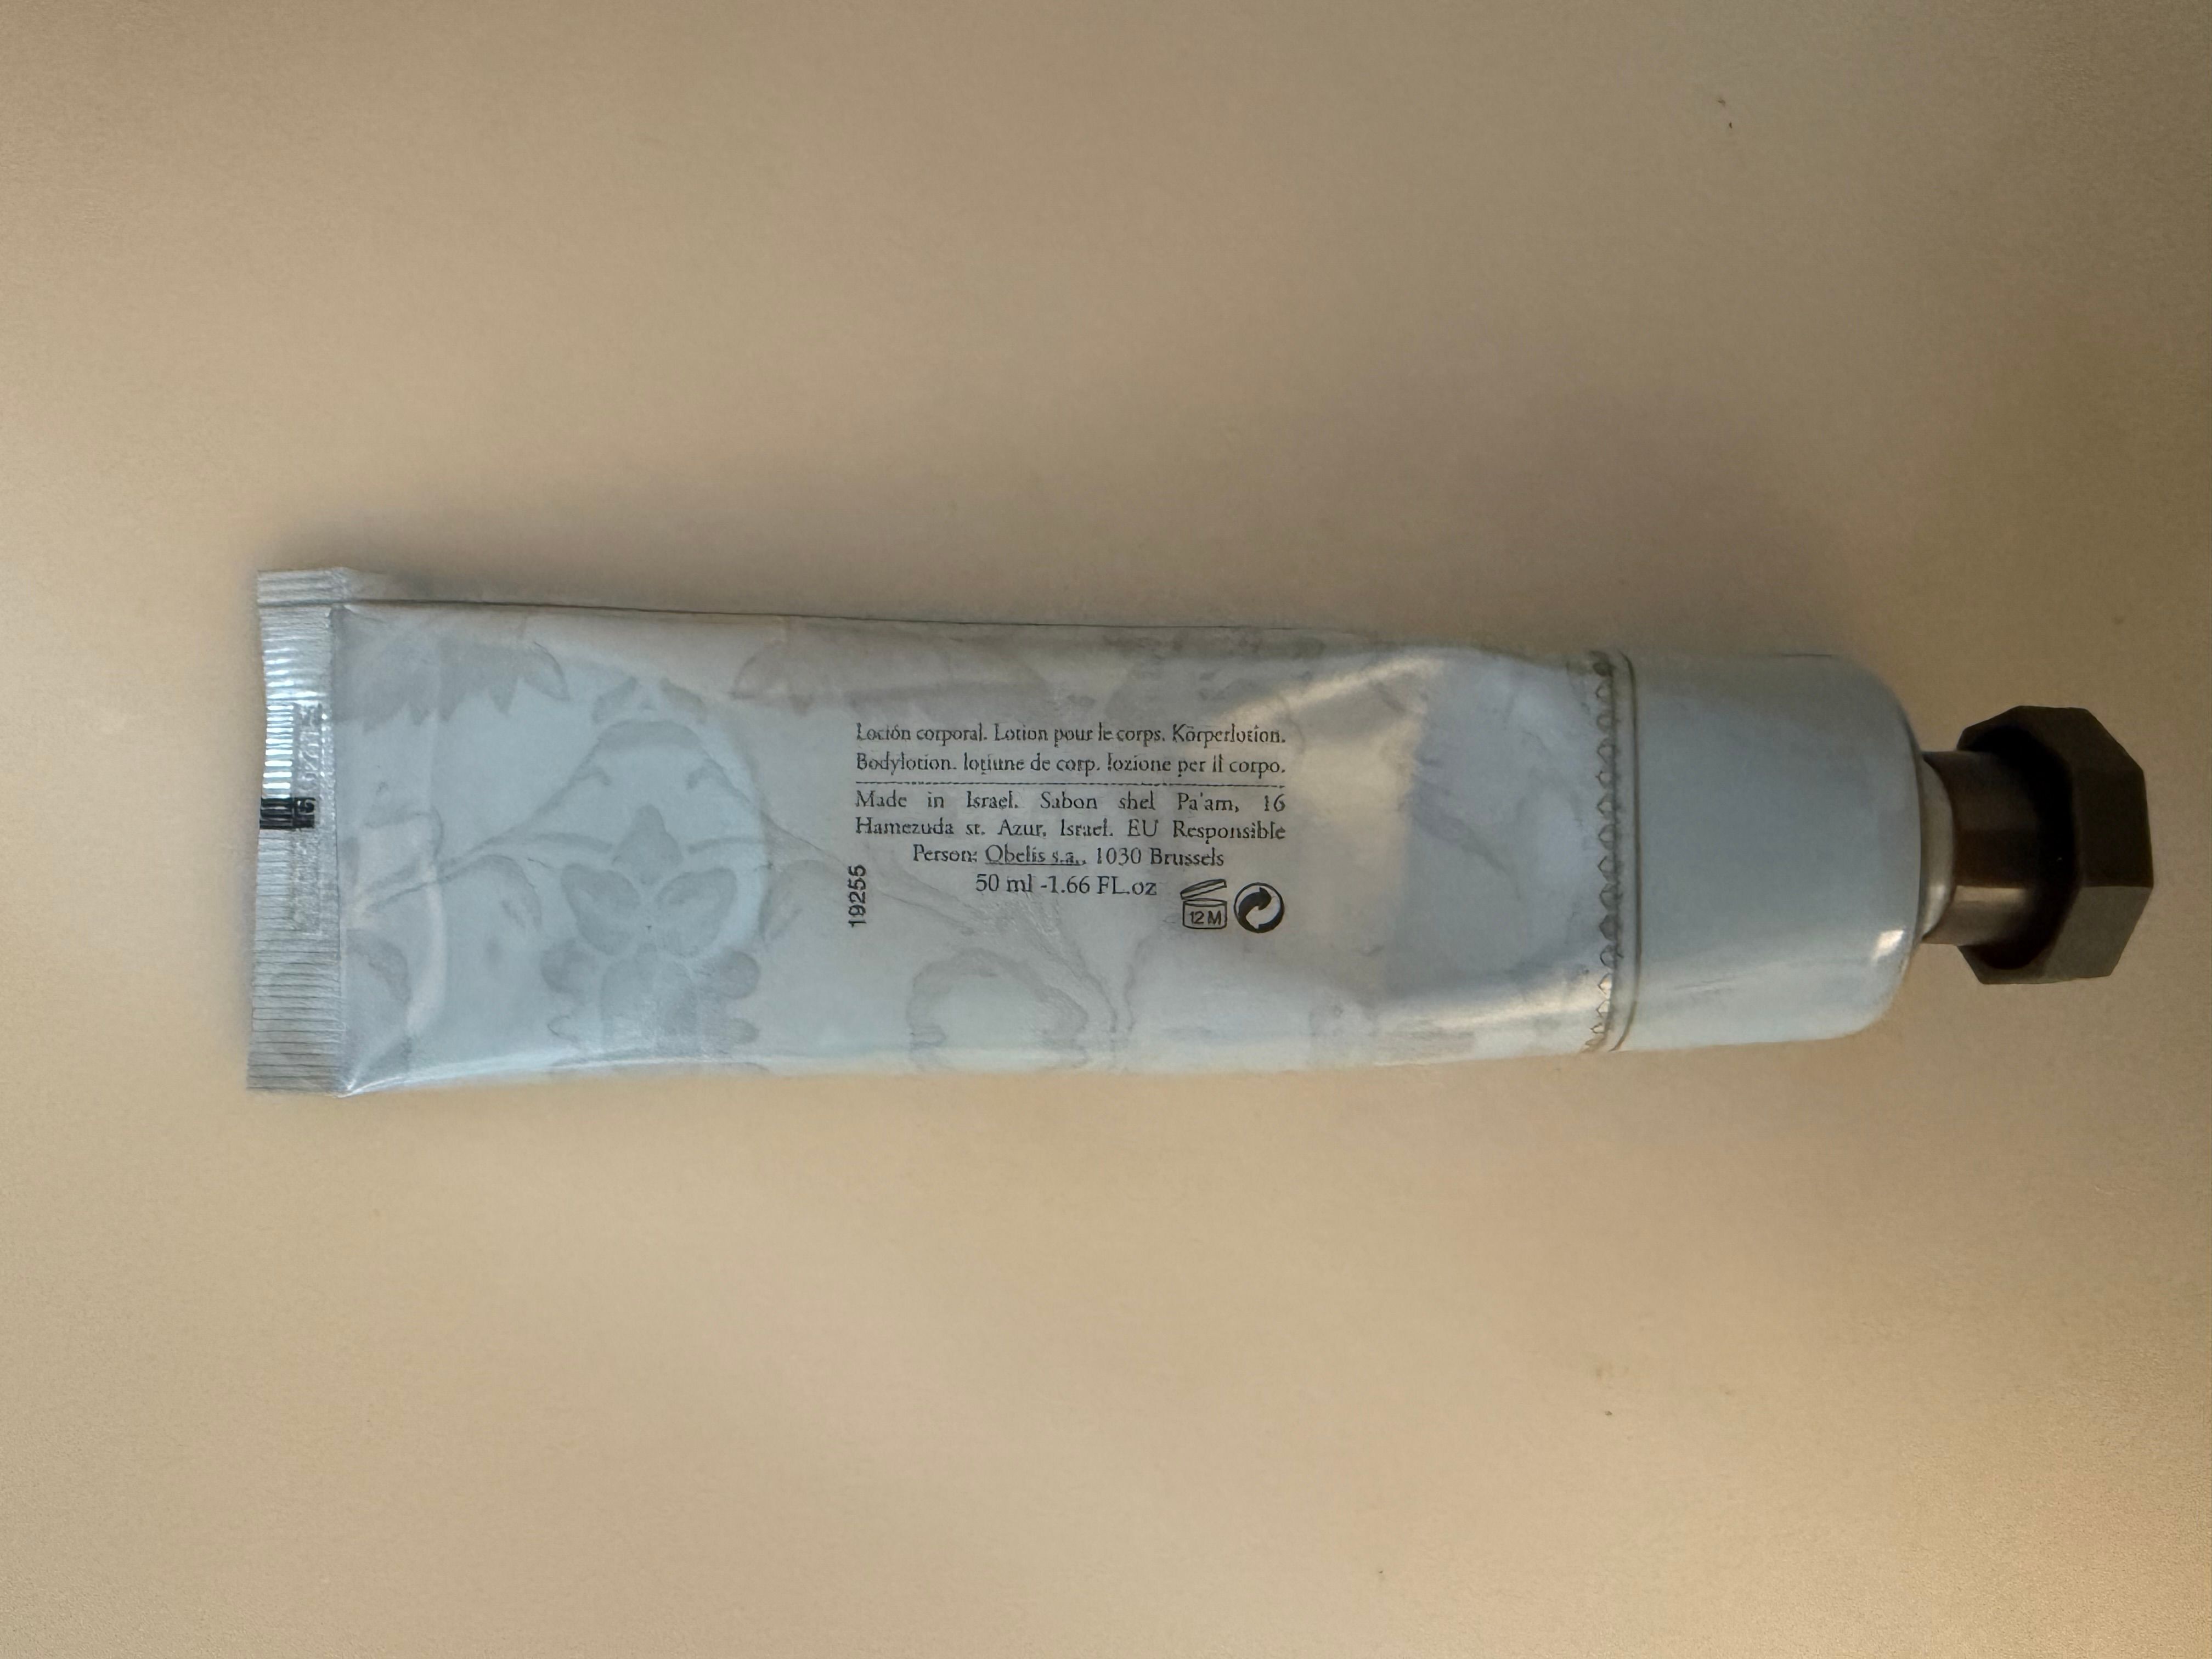 Loción corporal. Lotion pour le corps. Körperlotion.
Bodylotion. loţiune de corp. lozione per il corpo.
Made in Israel. Sabon shel Pa'am, 16
Hamezuda st. Azur, Israel. EU Responsible
Person: Obelis s.a., 1030 Brussels
50 ml -1.66 FL.oz
12 M
19255